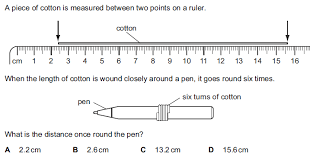 A piece of cotton is measured between two points on a ruler.
cotton
cm 1 2 3 4 5 6 7 8 9 10 11 12 13 14 15 16
When the length of cotton is wound closely around a pen, it goes round six times.
pen
six turns of cotton
What is the distance once round the pen?
A 2.2 cm B 2.6 cm C 13.2 cm D 15.6 cm